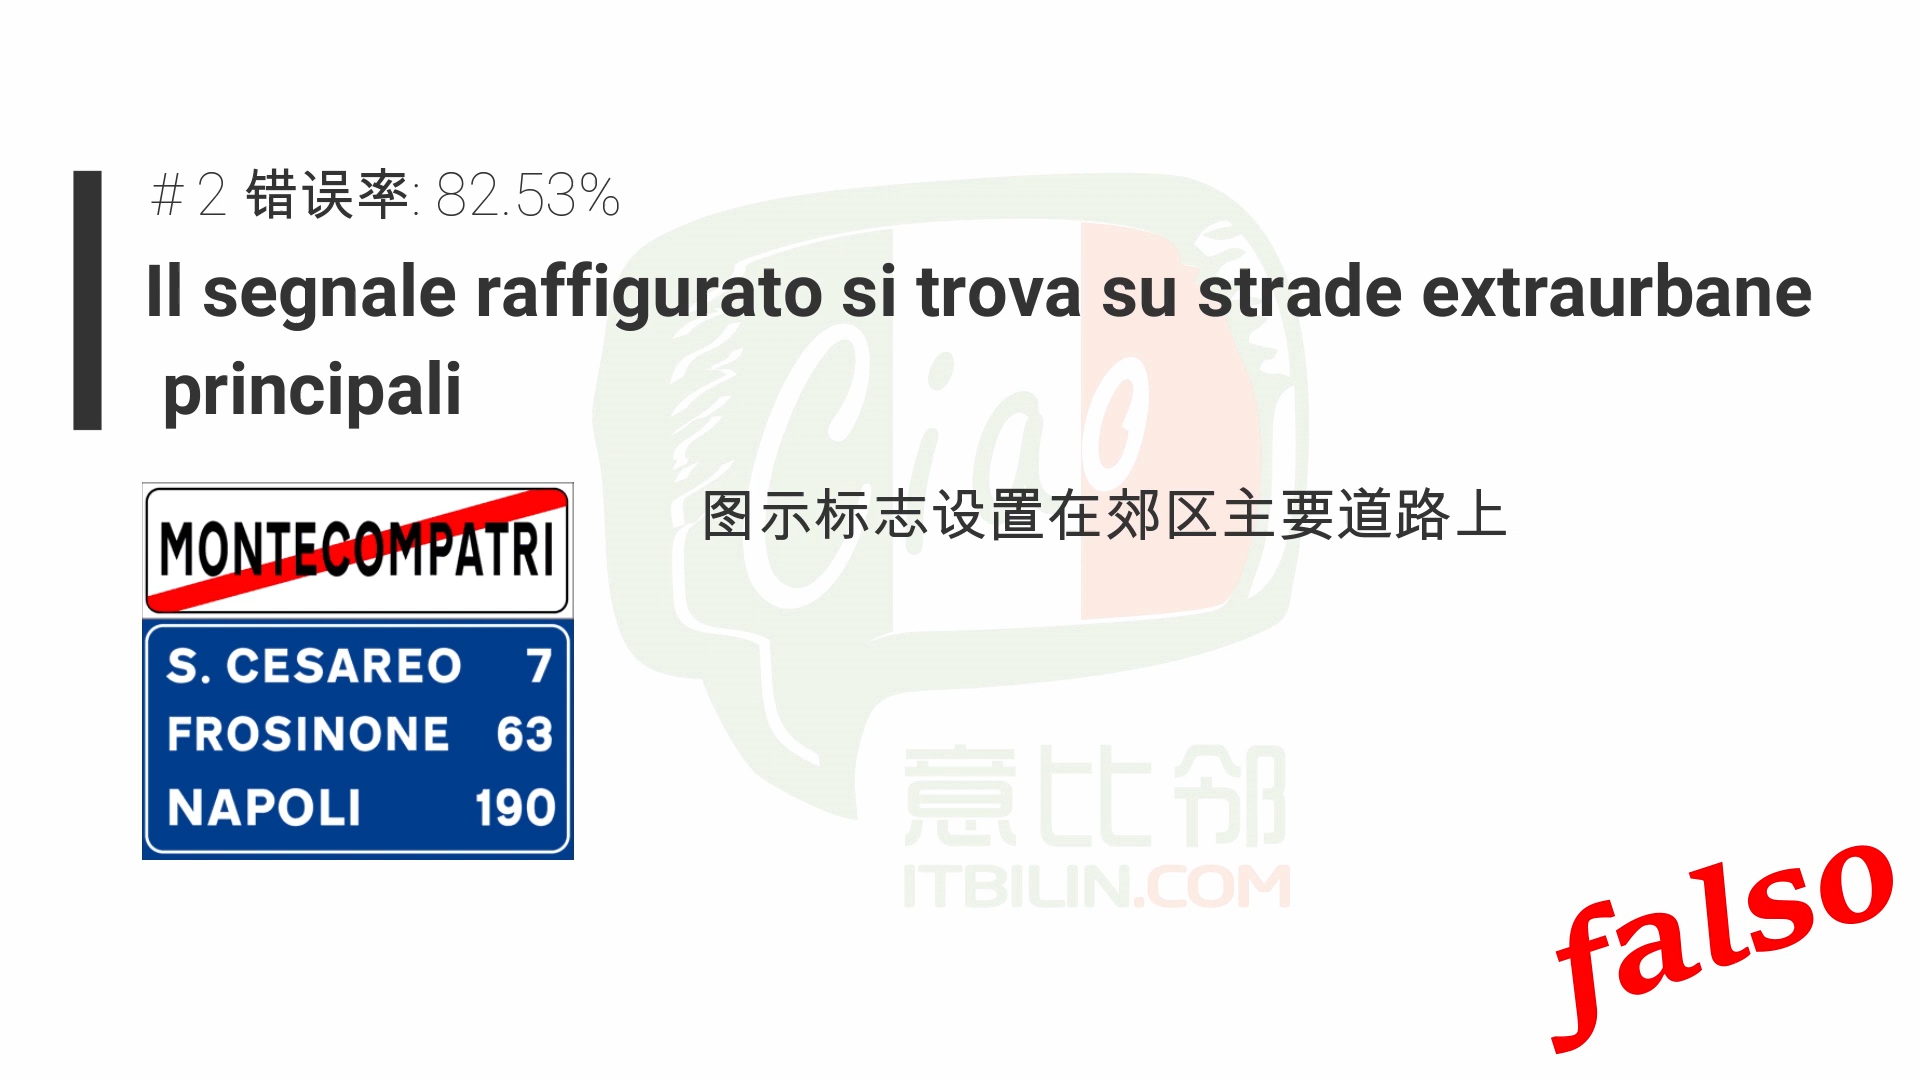 # 2 错误率: 82.53%
Il segnale raffigurato si trova su strade extraurbane
principali
MONTECOMPATRI
S. CESAREO 7
FROSINONE 63
NAPOLI 190
图示标志设置在郊区主要道路上
Ciao
意比邻
ITBILIN.COM
falso